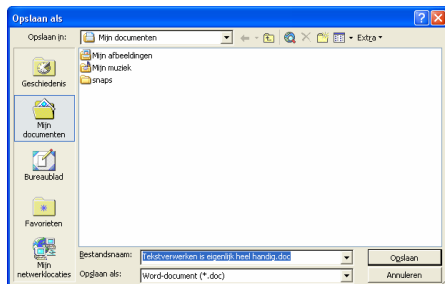 Opslaan als
Opslaan in:
Mijn documenten
Extra
Mijn afbeeldingen
Mijn muziek
snaps
Geschiedenis
Mijn
documenten
Bureaublad
Favorieten
Mijn
netwerklocaties
Bestandsnaam:
Tekstverwerken is eigenlijk heel handig.doc
Opslaan
Opslaan als:
Word-document (*.doc)
Annuleren